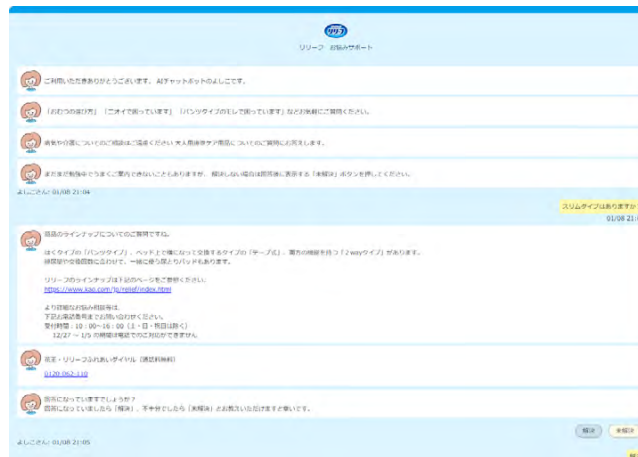 リリーフ
リリーフ お悩みサポート
ご利用いただきありがとうございます。AIチャットボットのよしこです。
「おむつの選び方」「ニオイで困っています」「パンツタイプのモレで困っています」などお気軽にご質問ください。
病気や介護についてのご相談はご遠慮ください 大人用排泄ケア用品についてのご質問にお答えします。
まだまだ勉強中でうまくご案内できないこともありますが、解決しない場合は回答後に表示する「未解決」ボタンを押してください。
よしこさん: 01/08 21:04
スリムタイプはありますか
01/08 21:
商品のラインナップについてのご質問ですね。
はくタイプの「パンツタイプ」、ベッド上で横になって交換するタイプの「テープ式」、両方の機能を持つ「2wayタイプ」があります。
時間帯や交換回数に合わせて、一緒に使う尿とりパッドもあります。
リリーフのラインナップは下記のページをご参照ください。
https://www.kao.com/jp/relief/index.html
より詳細なお悩み相談等は、
下記お電話番号までお問い合わせください。
受付時間:10:00~16:00(土・日・祝日は除く)
12/27 ~ 1/5 の期間は電話でのご対応ができません
花王・リリーフふれあいダイヤル(通話料無料)
0120-062-110
回答になっていますでしょうか?
回答になっていましたら「解決」、不十分でしたら「未解決」とお教えいただけますと幸いです。
解決 未解決
よしこさん: 01/08 21:05